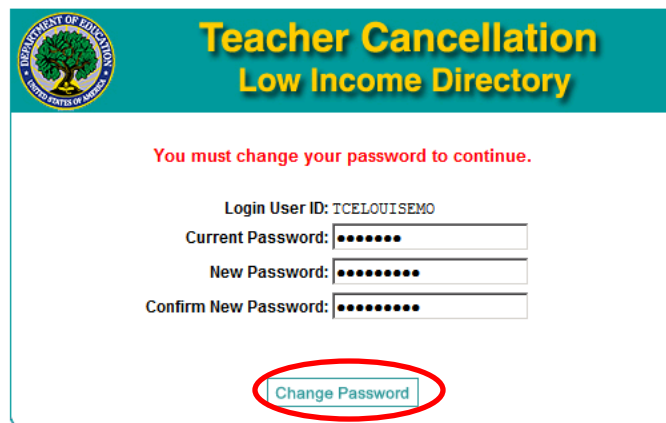 DEPARTMENT OF EDUCATION
UNITED STATES OF AMERICA
Teacher Cancellation
Low Income Directory
You must change your password to continue.
Login User ID: TCELOUISEMO
Current Password: •••••••
New Password: •••••••••
Confirm New Password: •••••••••
Change Password